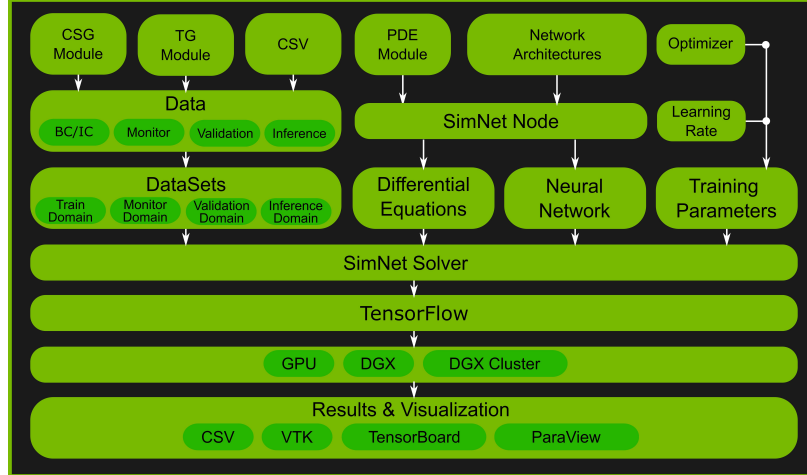 CSG
Module
TG
Module
CSV
PDE
Module
Network
Architectures
Optimizer
Data
BC/IC
Monitor
Validation
Inference
SimNet Node
Learning
Rate
DataSets
Train
Domain
Monitor
Domain
Validation
Domain
Inference
Domain
Differential
Equations
Neural
Network
Training
Parameters
SimNet Solver
TensorFlow
GPU
DGX
DGX Cluster
Results & Visualization
CSV
VTK
TensorBoard
ParaView